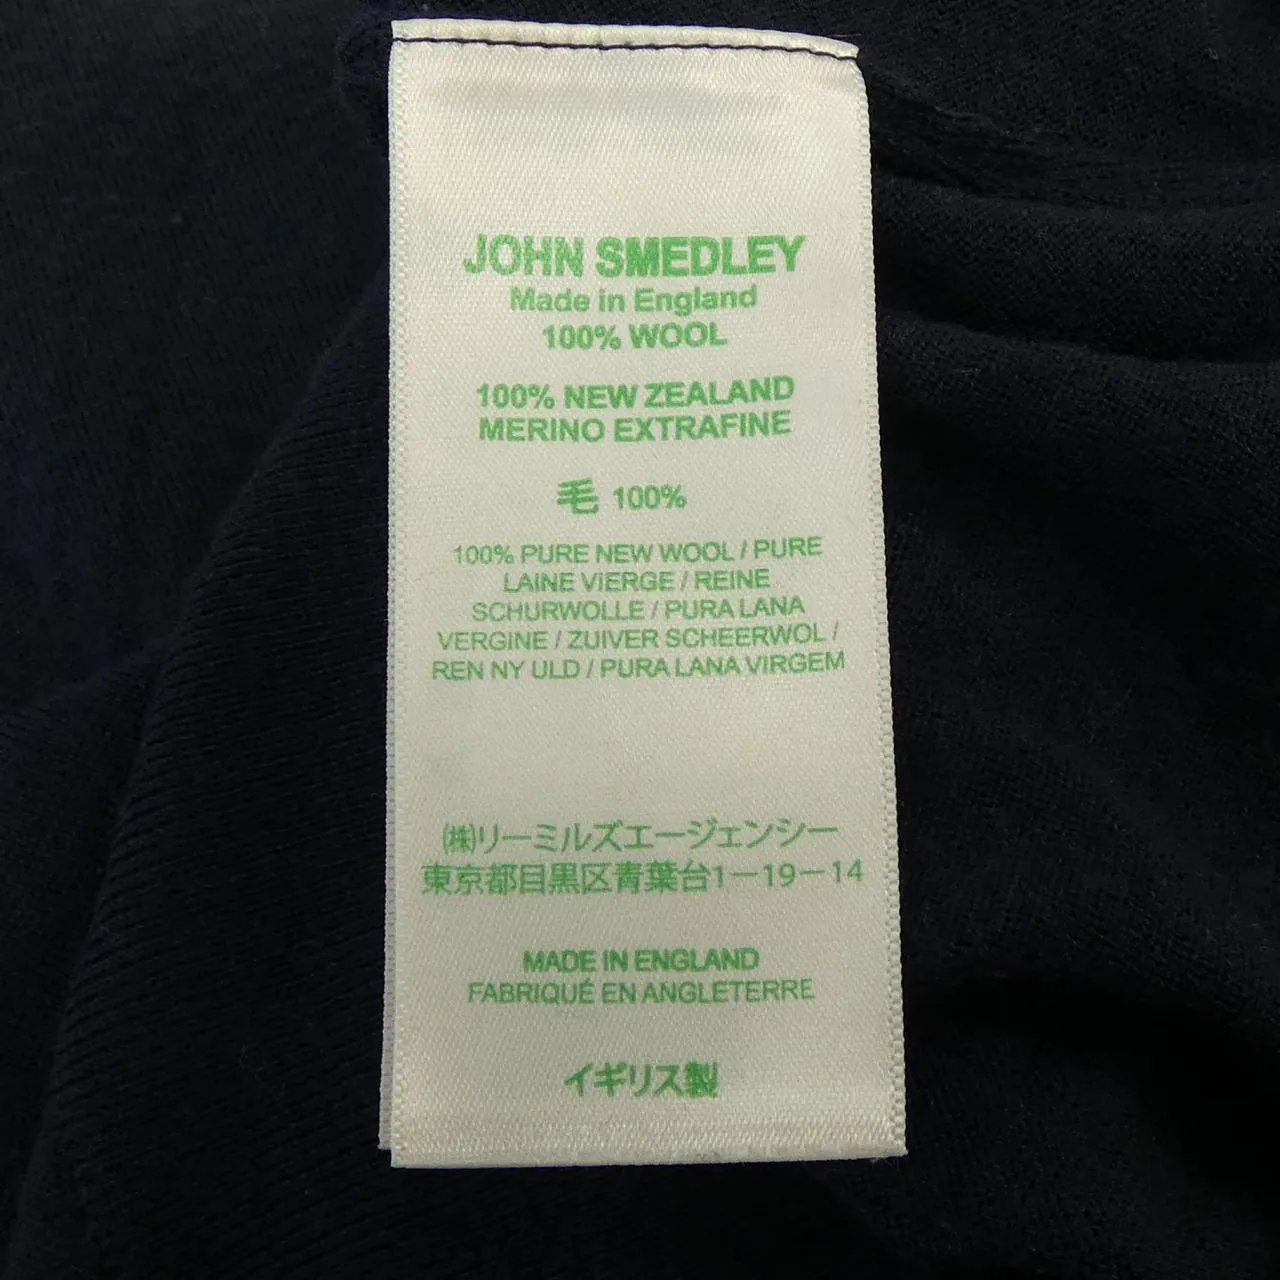 JOHN SMEDLEY
Made in England
100% WOOL
100% NEW ZEALAND
MERINO EXTRAFINE
毛 100%
100% PURE NEW WOOL / PURE
LAINE VIERGE / REINE
SCHURWOLLE / PURA LANA
VERGINE / ZUIVER SCHEERWOL /
REN NY ULD / PURA LANA VIRGEM
㈱リーミルズエージェンシー
東京都目黒区青葉台1−19−14
MADE IN ENGLAND
FABRIQUÉ EN ANGLETERRE
イギリス製